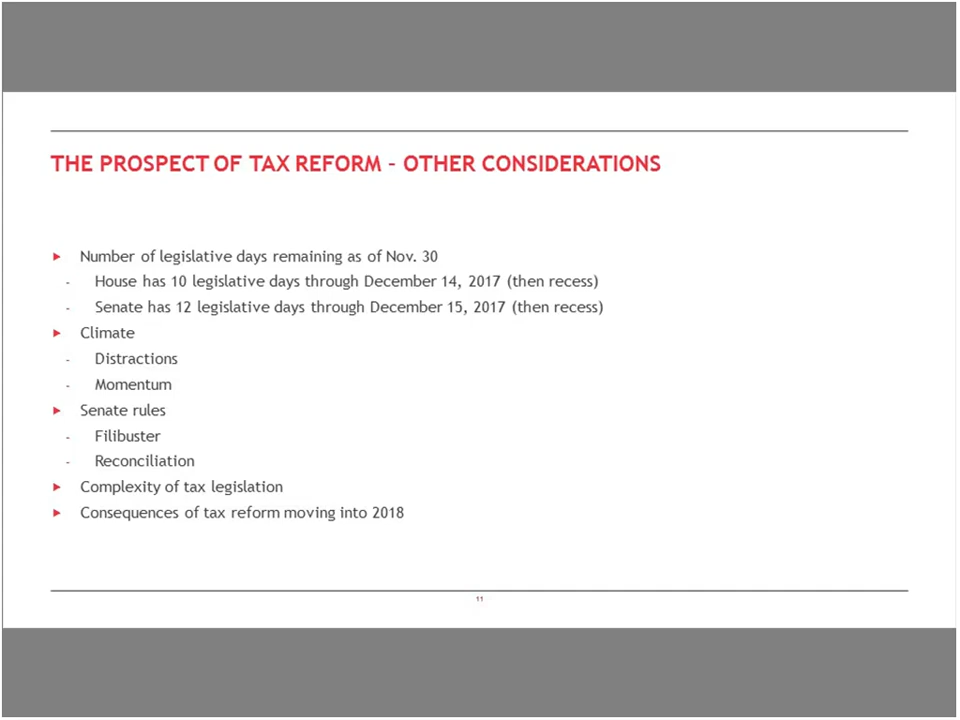 THE PROSPECT OF TAX REFORM – OTHER CONSIDERATIONS
Number of legislative days remaining as of Nov. 30
- House has 10 legislative days through December 14, 2017 (then recess)
- Senate has 12 legislative days through December 15, 2017 (then recess)
Climate
- Distractions
- Momentum
Senate rules
- Filibuster
- Reconciliation
Complexity of tax legislation
Consequences of tax reform moving into 2018
11